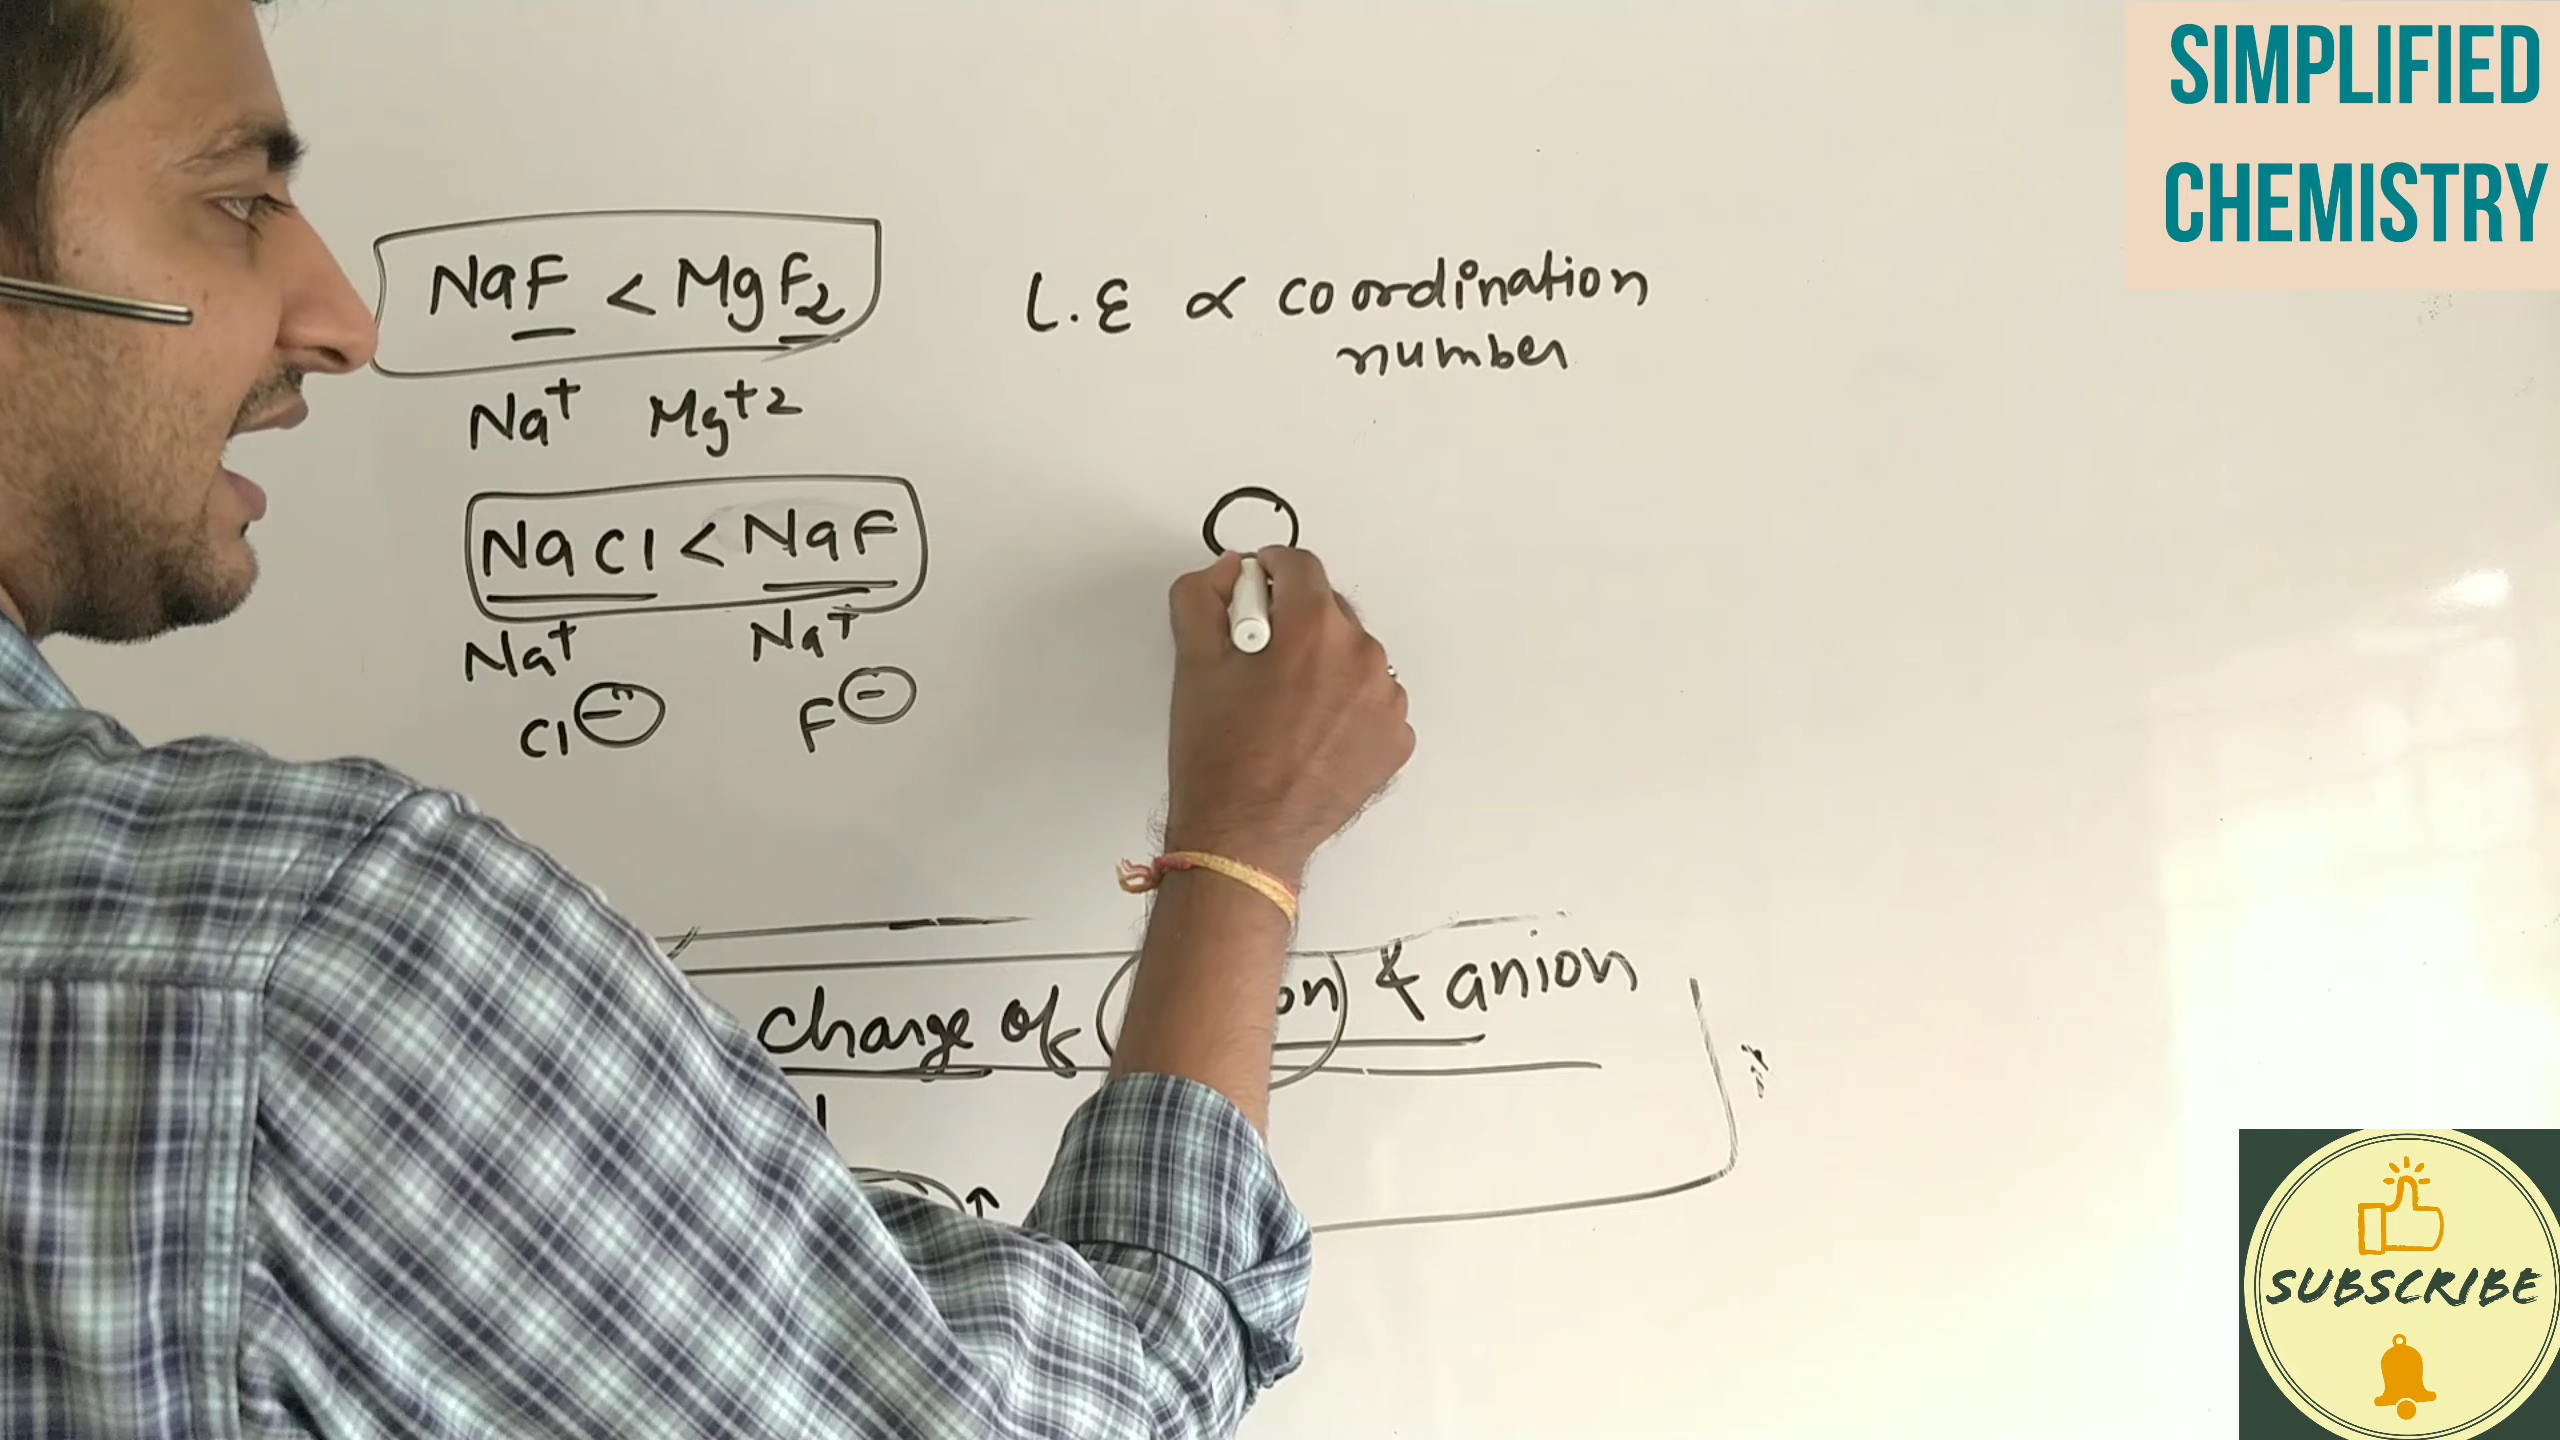 SIMPLIFIED
CHEMISTRY
NaF < MgF2
Na+ Mg+2
NaCl < NaF
Na+ Na+
Cl- F-
L.E ∝ coordination
number
charge of on & anion
↑
SUBSCRIBE